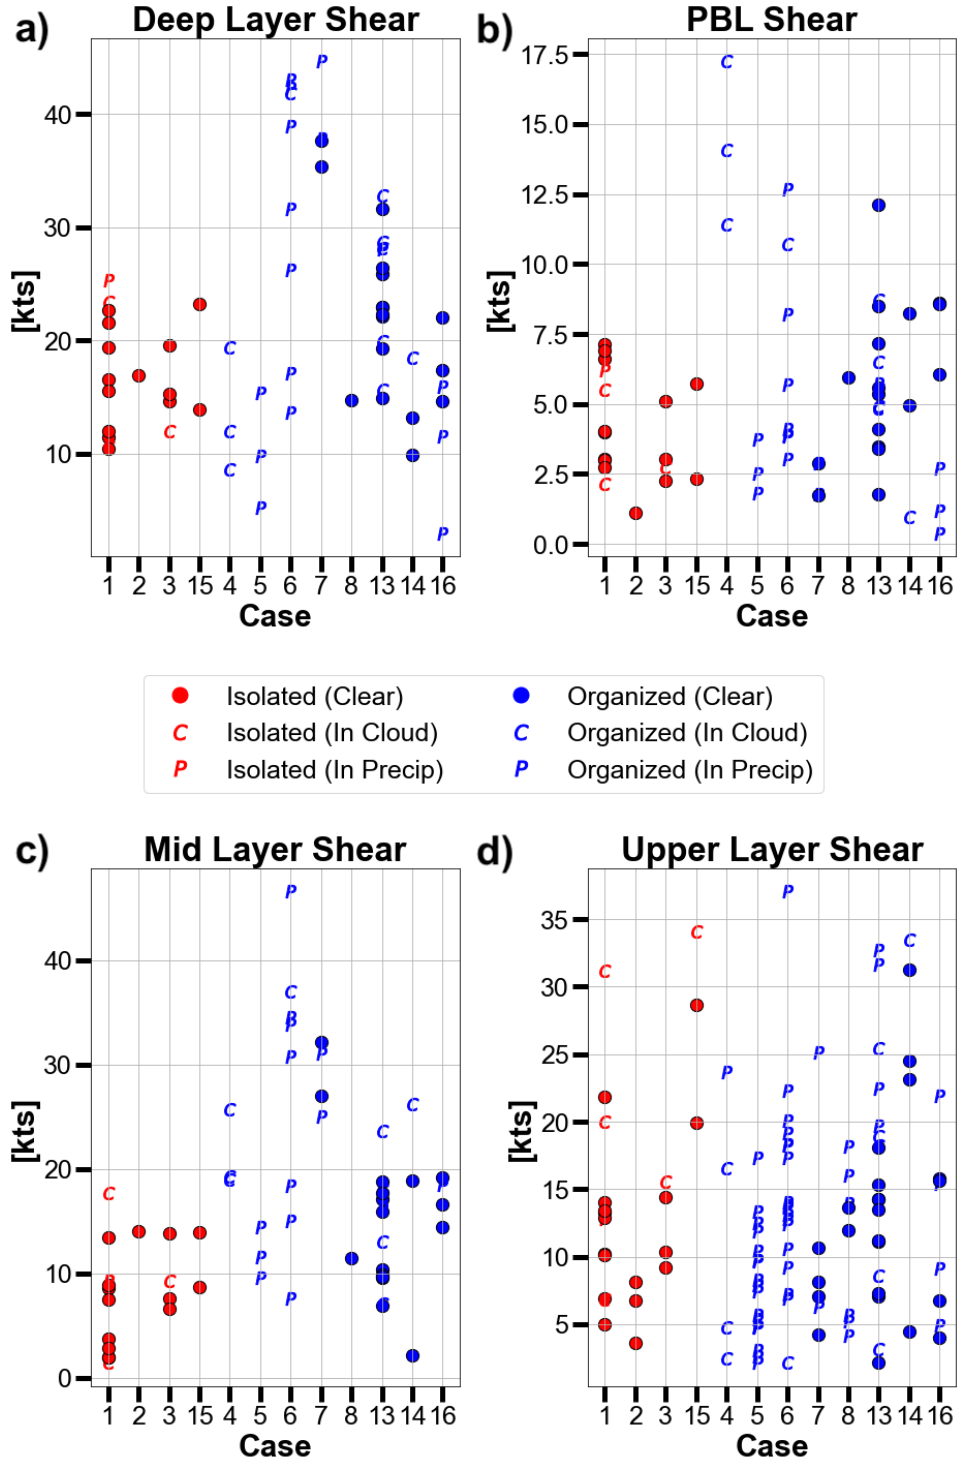 a) Deep Layer Shear
b) PBL Shear
[kts]
40
30
20
10
1 2 3 15 4 5 6 7 8 13 14 16
Case
[kts]
17.5
15.0
12.5
10.0
7.5
5.0
2.5
0.0
1 2 3 15 4 5 6 7 8 13 14 16
Case
Isolated (Clear)
C Isolated (In Cloud)
P Isolated (In Precip)
Organized (Clear)
C Organized (In Cloud)
P Organized (In Precip)
c) Mid Layer Shear
d) Upper Layer Shear
[kts]
40
30
20
10
0
1 2 3 15 4 5 6 7 8 13 14 16
Case
[kts]
35
30
25
20
15
10
5
1 2 3 15 4 5 6 7 8 13 14 16
Case